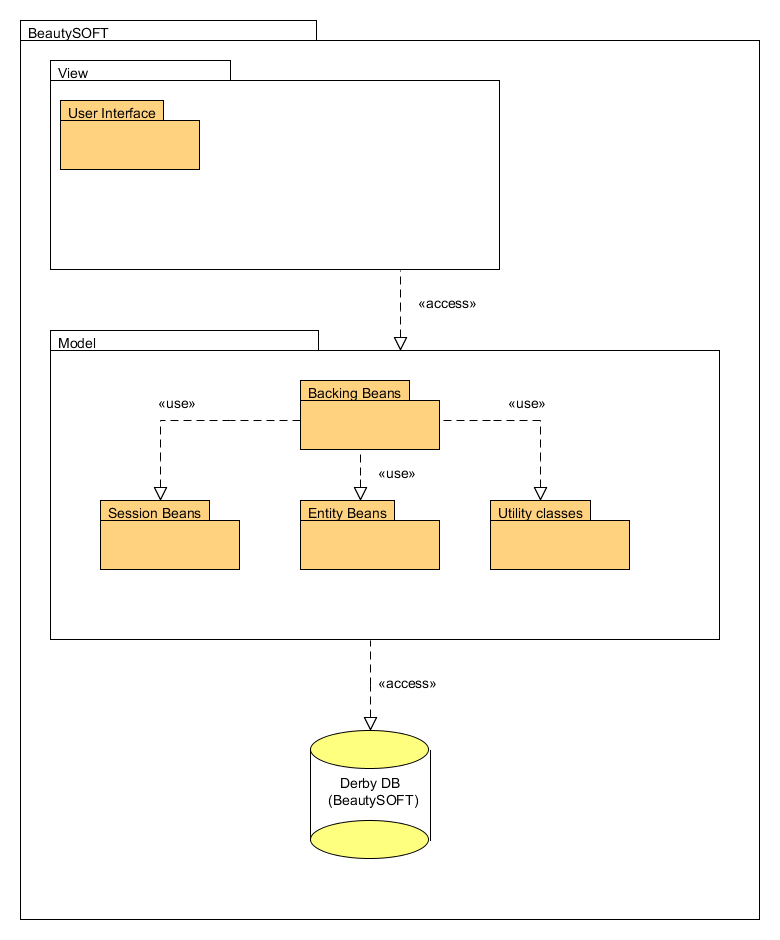 BeautySOFT
View
User Interface
«access»
Model
Backing Beans
«use»
«use»
«use»
Session Beans
Entity Beans
Utility classes
«access»
Derby DB
(BeautySOFT)